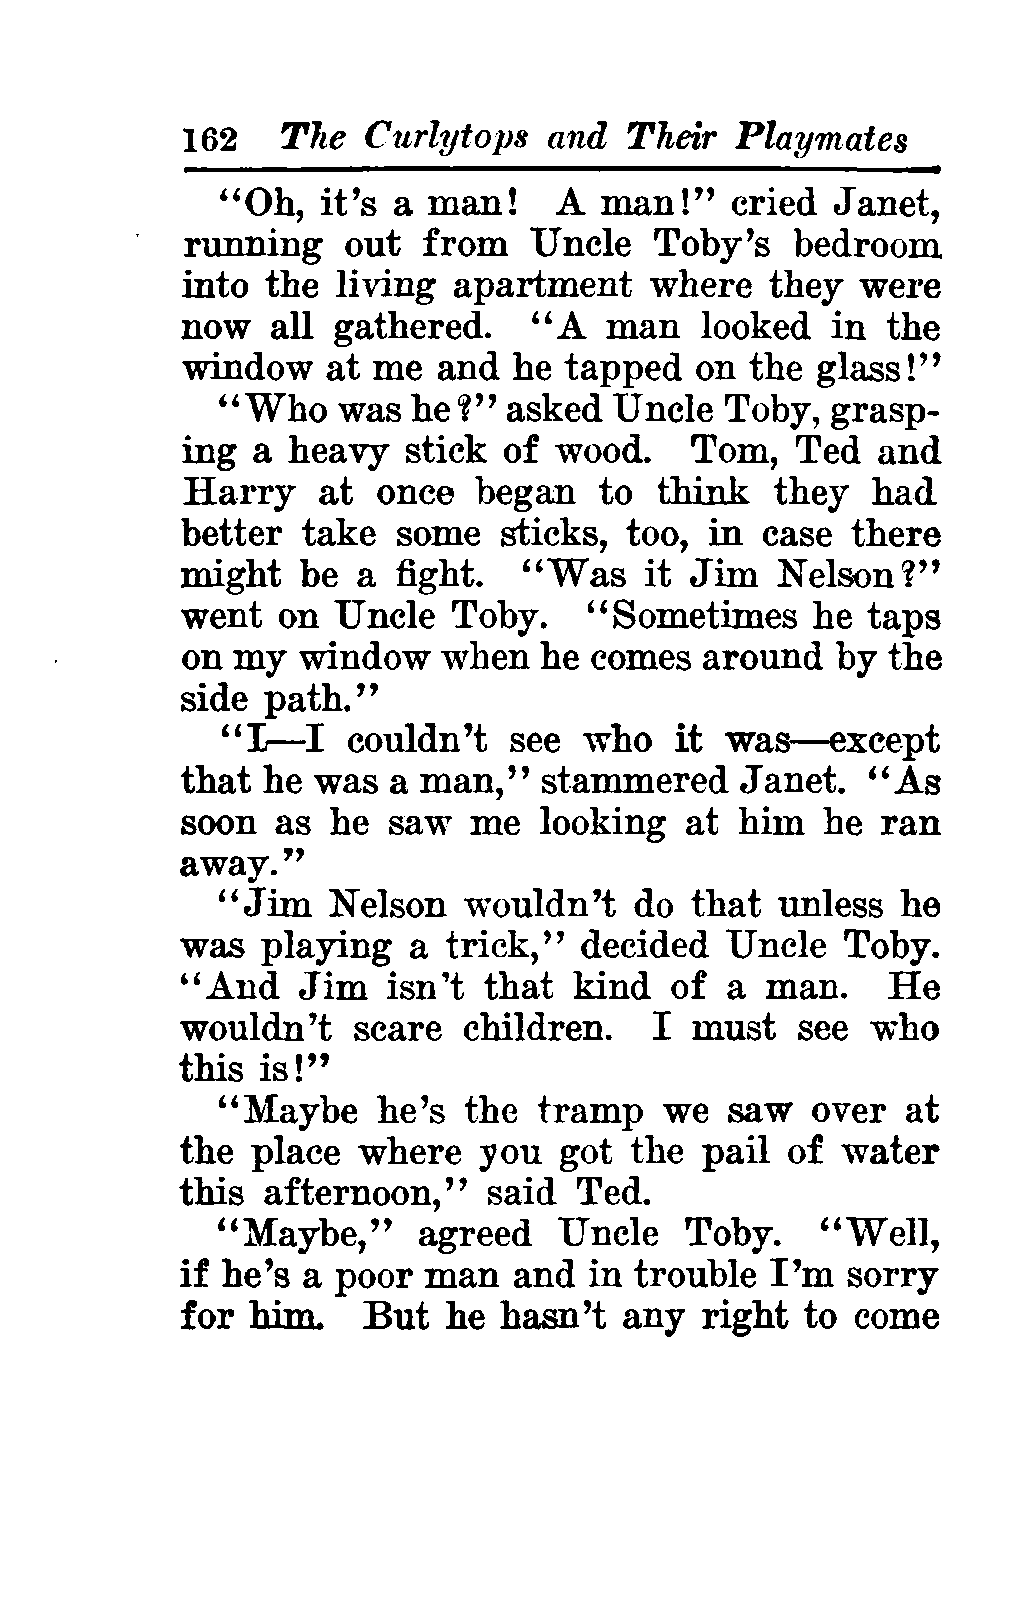 162 The Curlytops and Their Playmates
“Oh, it’s a man! A man!” cried Janet,
running out from Uncle Toby’s bedroom
into the living apartment where they were
now all gathered. “A man looked in the
window at me and he tapped on the glass!”
“Who was he?” asked Uncle Toby, grasp-
ing a heavy stick of wood. Tom, Ted and
Harry at once began to think they had
better take some sticks, too, in case there
might be a fight. “Was it Jim Nelson?”
went on Uncle Toby. “Sometimes he taps
on my window when he comes around by the
side path.”
“I—I couldn’t see who it was—except
that he was a man,” stammered Janet. “As
soon as he saw me looking at him he ran
away.”
“Jim Nelson wouldn’t do that unless he
was playing a trick,” decided Uncle Toby.
“And Jim isn’t that kind of a man. He
wouldn’t scare children. I must see who
this is!”
“Maybe he’s the tramp we saw over at
the place where you got the pail of water
this afternoon,” said Ted.
“Maybe,” agreed Uncle Toby. “Well,
if he’s a poor man and in trouble I’m sorry
for him. But he hasn’t any right to come